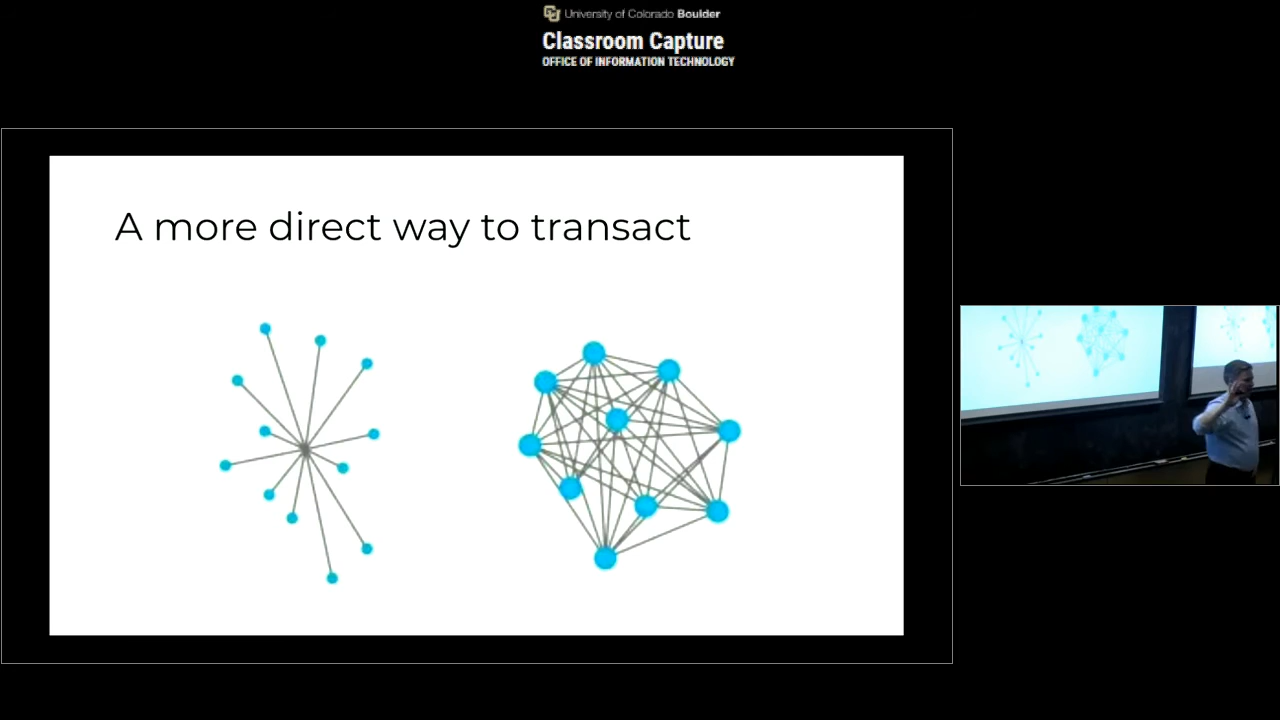 University of Colorado Boulder
Classroom Capture
OFFICE OF INFORMATION TECHNOLOGY
A more direct way to transact